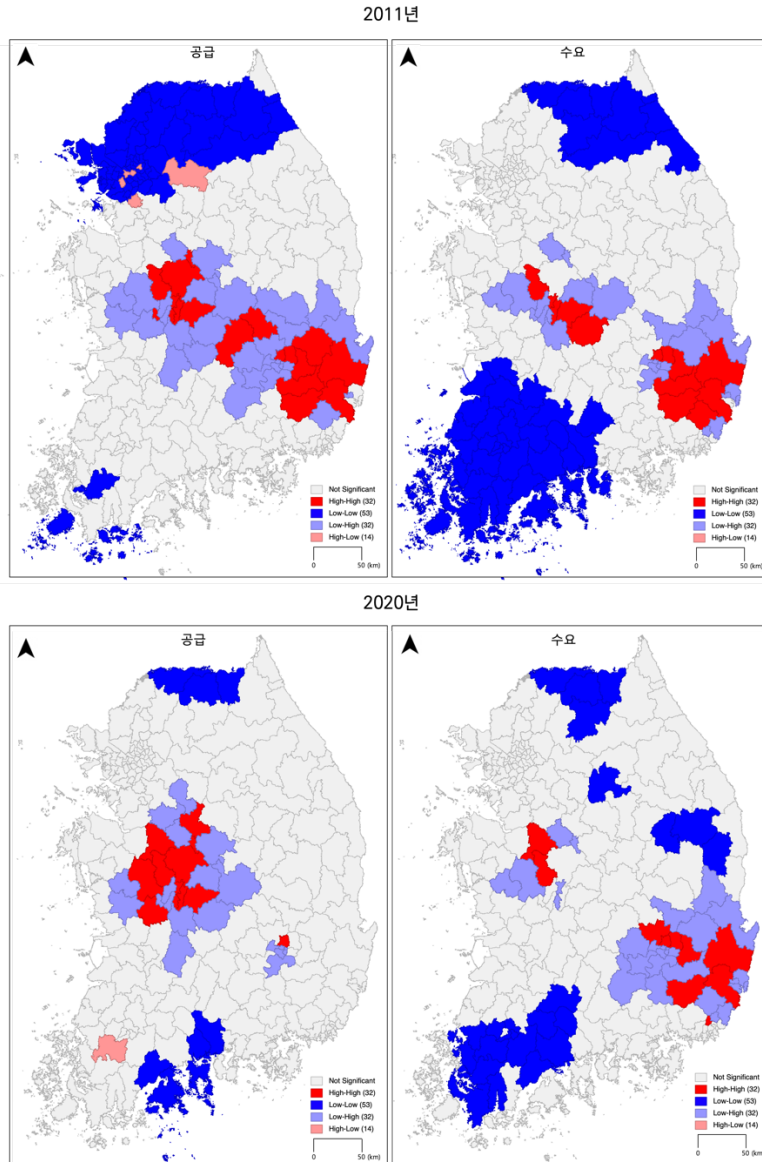 2011년
공급
수요
Not Significant
High-High (32)
Low-Low (53)
Low-High (32)
High-Low (14)
0 50 (km)
Not Significant
High-High (32)
Low-Low (53)
Low-High (32)
High-Low (14)
0 50 (km)
2020년
공급
수요
Not Significant
High-High (32)
Low-Low (53)
Low-High (32)
High-Low (14)
0 50 (km)
Not Significant
High-High (32)
Low-Low (53)
Low-High (32)
High-Low (14)
0 50 (km)